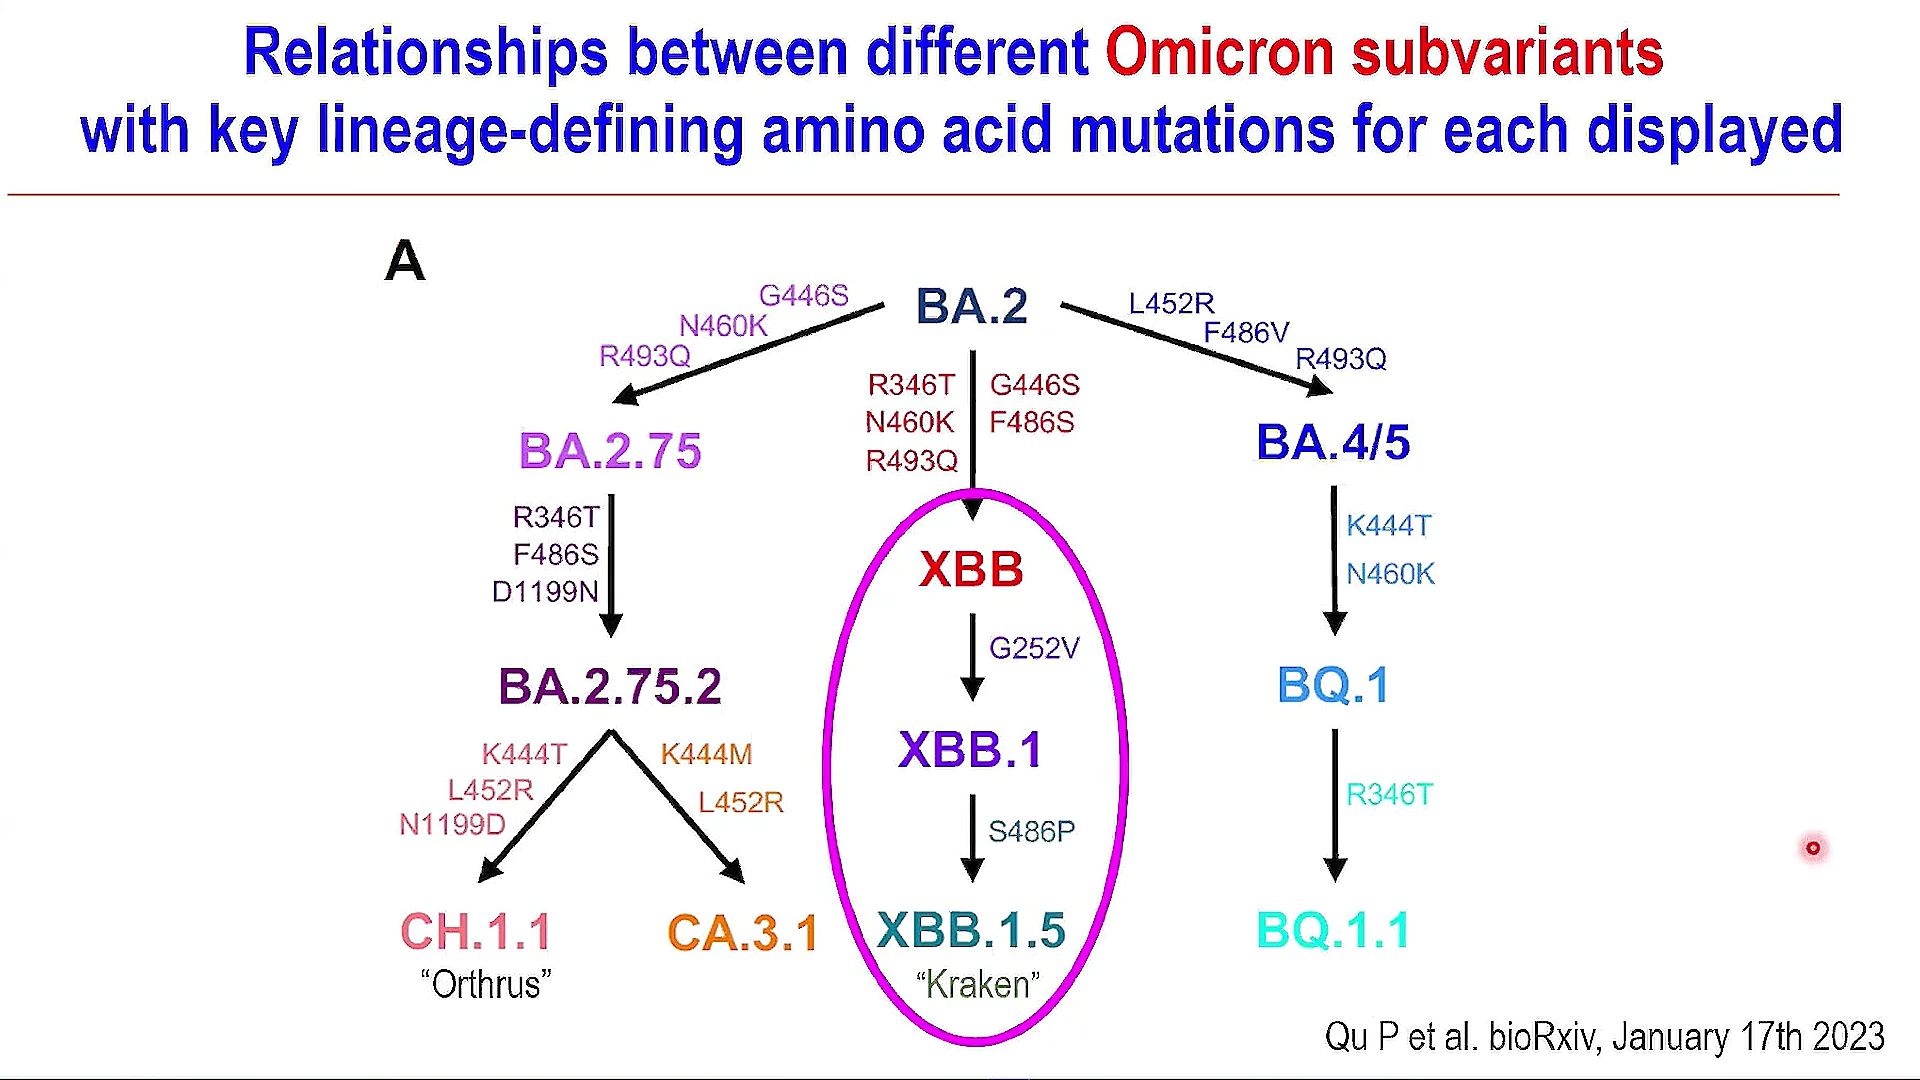 Relationships between different Omicron subvariants
with key lineage-defining amino acid mutations for each displayed
A
BA.2
G446S
N460K
R493Q
L452R
F486V
R493Q
R346T G446S
N460K F486S
R493Q
BA.2.75
BA.4/5
R346T
F486S
D1199N
K444T
N460K
XBB
G252V
BA.2.75.2
XBB.1
BQ.1
K444T
L452R
N1199D
K444M
L452R
S486P
R346T
CH.1.1
"Orthrus"
CA.3.1
XBB.1.5
"Kraken"
BQ.1.1
Qu P et al. bioRxiv, January 17th 2023